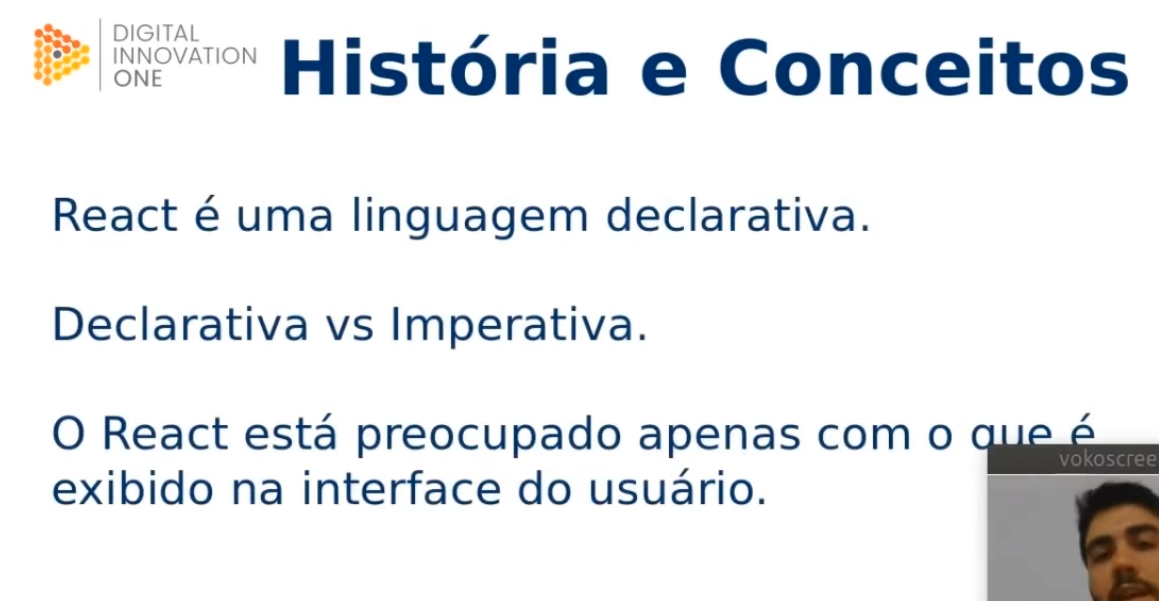 DIGITAL
INNOVATION
ONE
História e Conceitos
React é uma linguagem declarativa.
Declarativa vs Imperativa.
O React está preocupado apenas com o que é
exibido na interface do usuário.
vokoscree